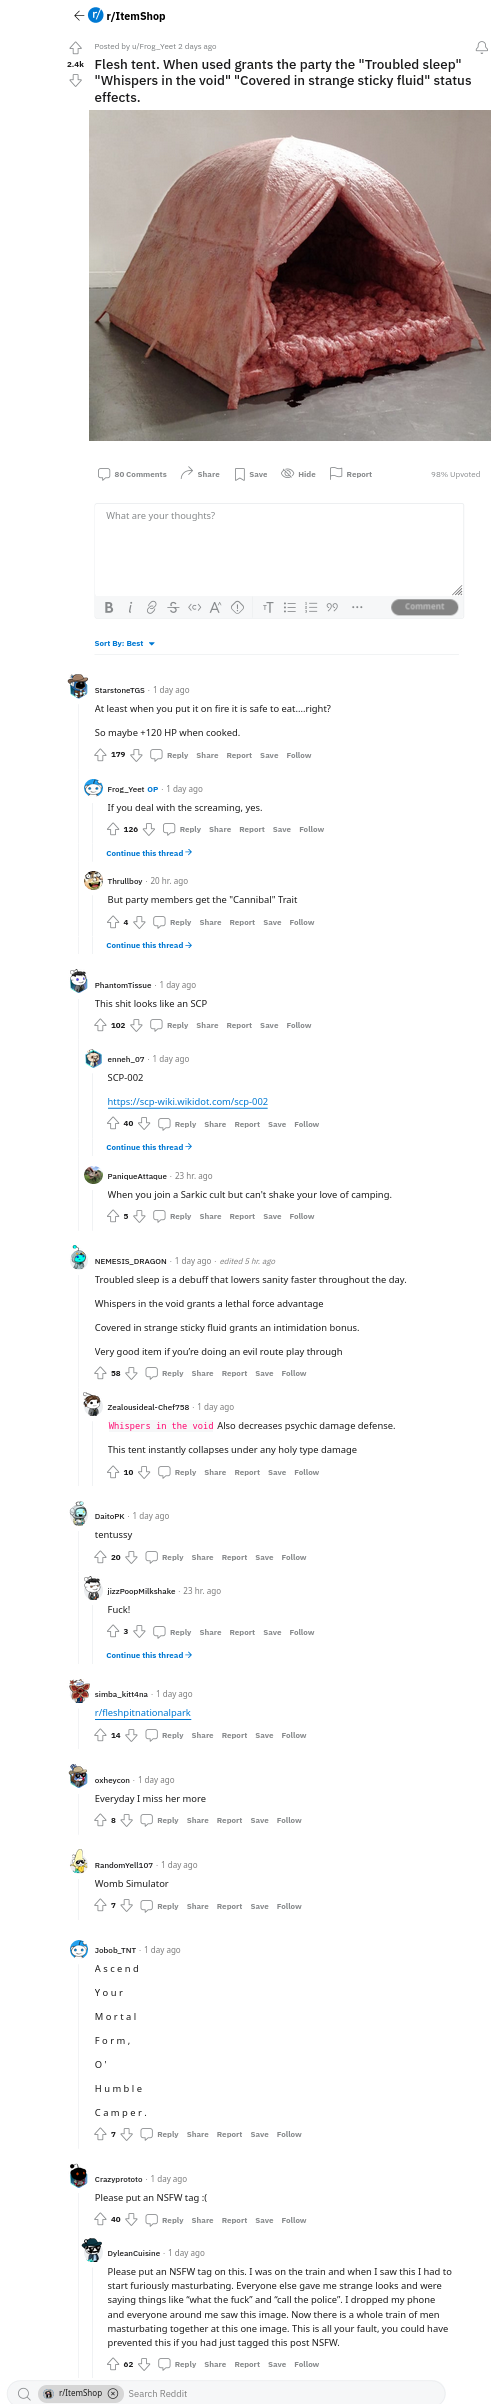 r/ItemShop
Posted by u/Frog_Yeet 2 days ago
2.4k
Flesh tent. When used grants the party the "Troubled sleep"
"Whispers in the void" "Covered in strange sticky fluid" status
effects.
80 Comments Share Save Hide Report 98% Upvoted
What are your thoughts?
Comment
Sort By: Best
StarstoneTGS · 1 day ago
At least when you put it on fire it is safe to eat....right?
So maybe +120 HP when cooked.
179 Reply Share Report Save Follow
Frog_Yeet OP · 1 day ago
If you deal with the screaming, yes.
126 Reply Share Report Save Follow
Continue this thread
Thrullboy · 20 hr. ago
But party members get the "Cannibal" Trait
4 Reply Share Report Save Follow
Continue this thread
PhantomTissue · 1 day ago
This shit looks like an SCP
102 Reply Share Report Save Follow
enneh_07 · 1 day ago
SCP-002
https://scp-wiki.wikidot.com/scp-002
40 Reply Share Report Save Follow
Continue this thread
PaniqueAttaque · 23 hr. ago
When you join a Sarkic cult but can't shake your love of camping.
5 Reply Share Report Save Follow
NEMESIS_DRAGON · 1 day ago · edited 5 hr. ago
Troubled sleep is a debuff that lowers sanity faster throughout the day.
Whispers in the void grants a lethal force advantage
Covered in strange sticky fluid grants an intimidation bonus.
Very good item if you're doing an evil route play through
58 Reply Share Report Save Follow
Zealousideal-Chef758 · 1 day ago
Whispers in the void Also decreases psychic damage defense.
This tent instantly collapses under any holy type damage
10 Reply Share Report Save Follow
DaitoPK · 1 day ago
tentussy
20 Reply Share Report Save Follow
jizzPoopMilkshake · 23 hr. ago
Fuck!
3 Reply Share Report Save Follow
Continue this thread
simba_kitt4na · 1 day ago
r/fleshpitnationalpark
14 Reply Share Report Save Follow
oxheycon · 1 day ago
Everyday I miss her more
8 Reply Share Report Save Follow
RandomYell107 · 1 day ago
Womb Simulator
7 Reply Share Report Save Follow
Jobob_TNT · 1 day ago
A s c e n d
Y o u r
M o r t a l
F o r m ,
O '
H u m b l e
C a m p e r .
7 Reply Share Report Save Follow
Crazyprototo · 1 day ago
Please put an NSFW tag :(
40 Reply Share Report Save Follow
DyleanCuisine · 1 day ago
Please put an NSFW tag on this. I was on the train and when I saw this I had to
start furiously masturbating. Everyone else gave me strange looks and were
saying things like “what the fuck” and “call the police”. I dropped my phone
and everyone around me saw this image. Now there is a whole train of men
masturbating together at this one image. This is all your fault, you could have
prevented this if you had just tagged this post NSFW.
62 Reply Share Report Save Follow
r/ItemShop Search Reddit